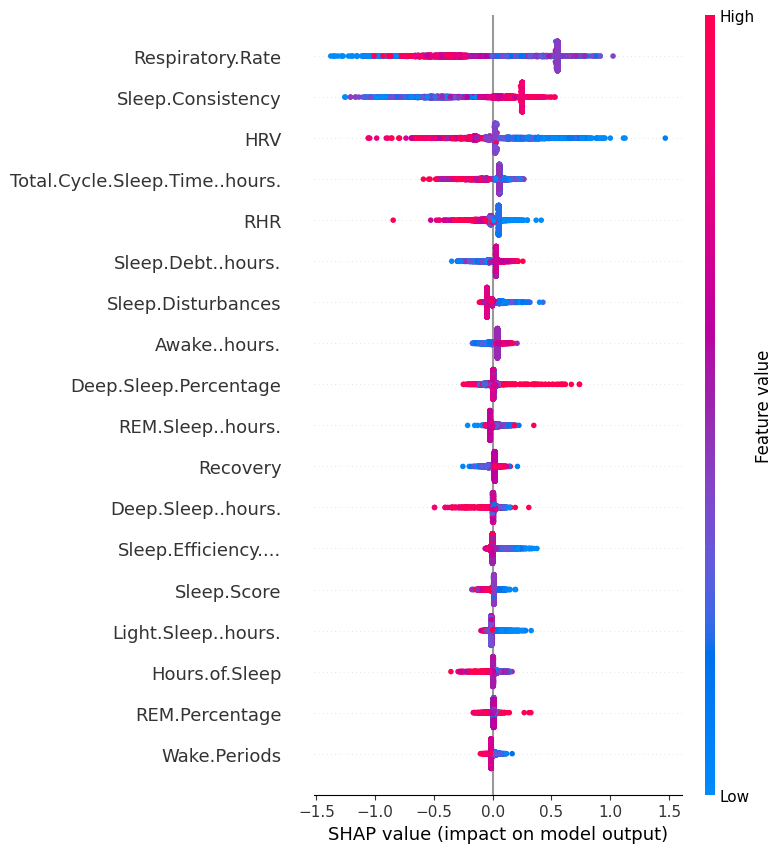 High
Respiratory.Rate
Sleep.Consistency
HRV
Total.Cycle.Sleep.Time..hours.
RHR
Sleep.Debt..hours.
Sleep.Disturbances
Awake..hours.
Deep.Sleep.Percentage
REM.Sleep..hours.
Recovery
Deep.Sleep..hours.
Sleep.Efficiency....
Sleep.Score
Light.Sleep..hours.
Hours.of.Sleep
REM.Percentage
Wake.Periods
Feature value
Low
−1.5 −1.0 −0.5 0.0 0.5 1.0 1.5
SHAP value (impact on model output)